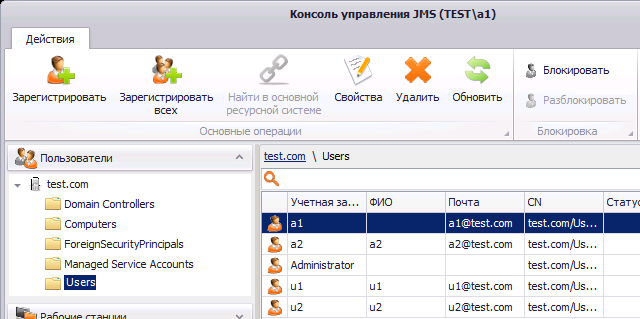 Консоль управления JMS (TEST\a1)
Действия
Зарегистрировать
Зарегистрировать всех
Найти в основной ресурсной системе
Свойства
Удалить
Обновить
Основные операции
Блокировать
Разблокировать
Блокировка
Пользователи
test.com
Domain Controllers
Computers
ForeignSecurityPrincipals
Managed Service Accounts
Users
Рабочие станции
test.com \ Users
Учетная за... ФИО Почта CN Статус
a1 a1@test.com test.com/Us...
a2 a2 a2@test.com test.com/Us...
Administrator test.com/Us...
u1 u1 u1@test.com test.com/Us...
u2 u2 u2@test.com test.com/Us...